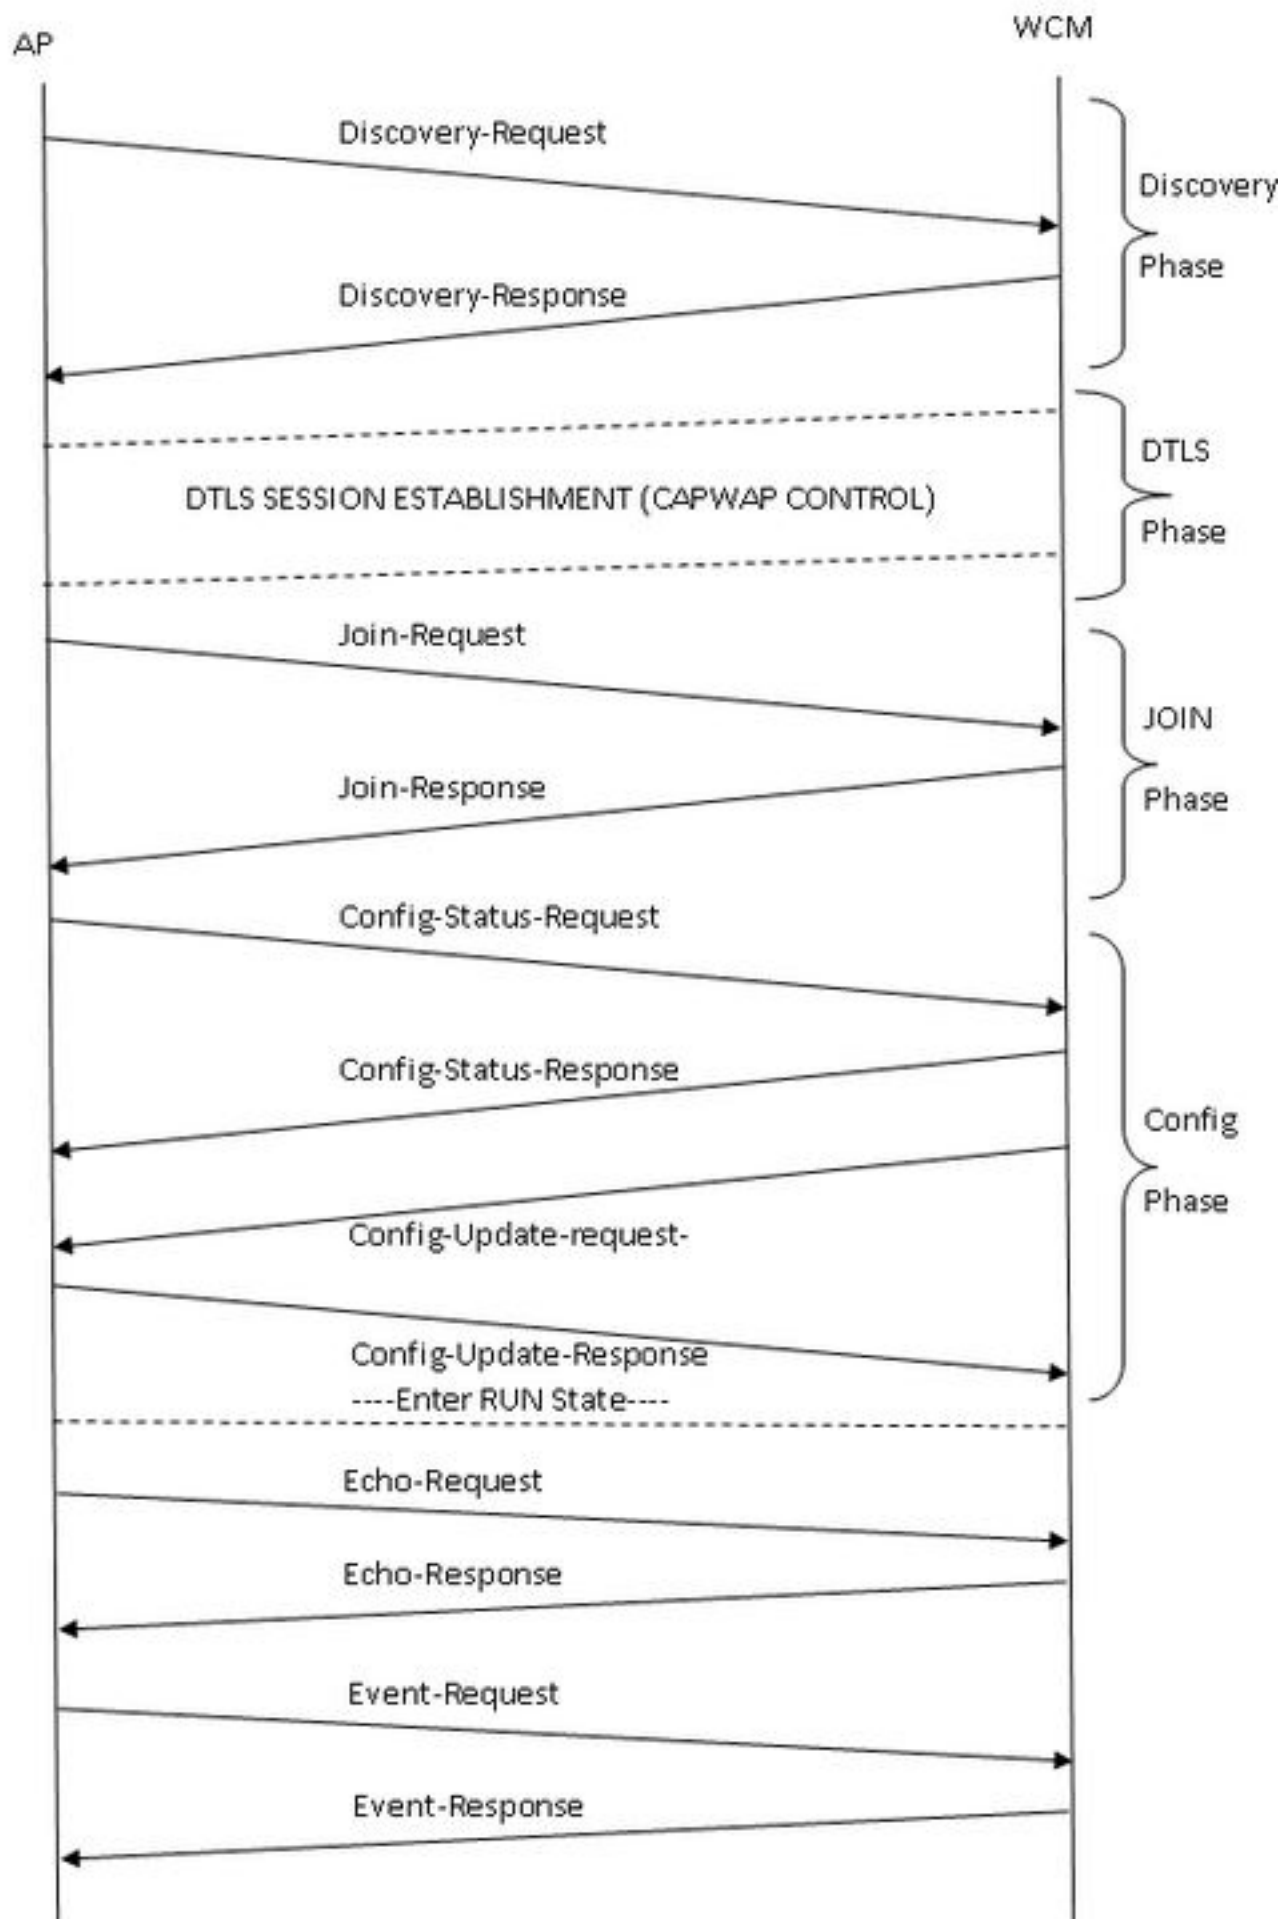 AP
WCM
Discovery-Request
Discovery
Phase
Discovery-Response
DTLS
DTLS SESSION ESTABLISHMENT (CAPWAP CONTROL)
Phase
Join-Request
JOIN
Join-Response
Phase
Config-Status-Request
Config-Status-Response
Config
Phase
Config-Update-request-
Config-Update-Response
----Enter RUN State----
Echo-Request
Echo-Response
Event-Request
Event-Response